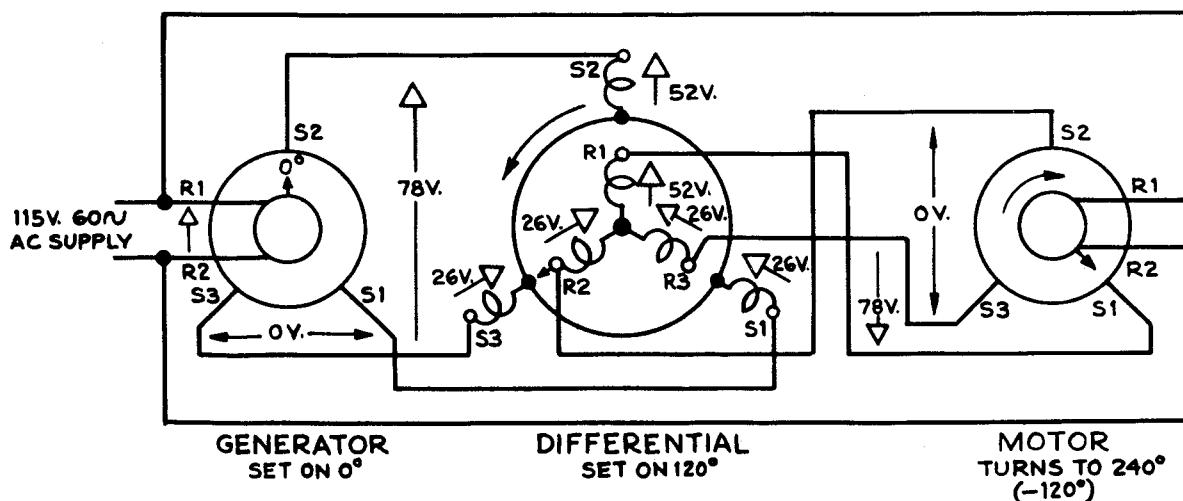 115V. 60~
AC SUPPLY
R1
R2
S2
0°
S3
S1
0V.
78V.
S2
52V.
R1
52V.
26V.
26V.
26V.
26V.
R2
R3
S3
S1
0V.
78V.
S2
R1
R2
S3
S1
GENERATOR
SET ON 0°
DIFFERENTIAL
SET ON 120°
MOTOR
TURNS TO 240°
(-120°)